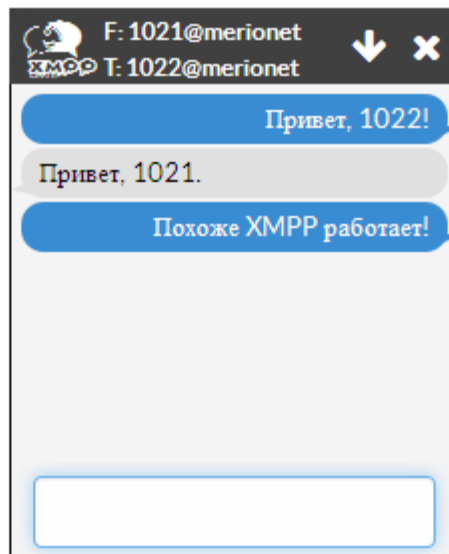 F: 1021@merionet
XMPP T: 1022@merionet
Привет, 1022!
Привет, 1021.
Похоже XMPP работает!